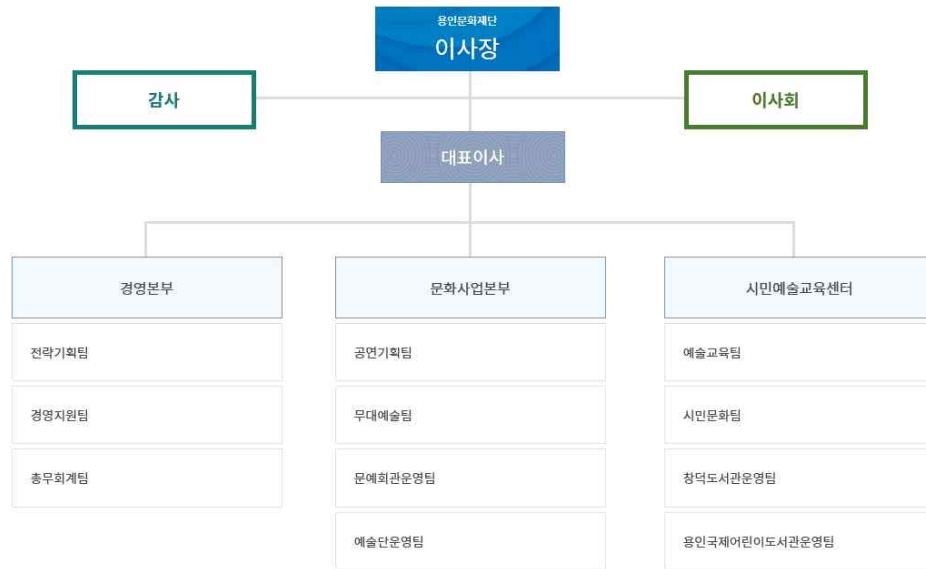 용인문화재단
이사장
감사
이사회
대표이사
경영본부
문화사업본부
시민예술교육센터
전략기획팀
공연기획팀
예술교육팀
경영지원팀
무대예술팀
시민문화팀
총무회계팀
문예회관운영팀
창덕도서관운영팀
예술단운영팀
용인국제어린이도서관운영팀